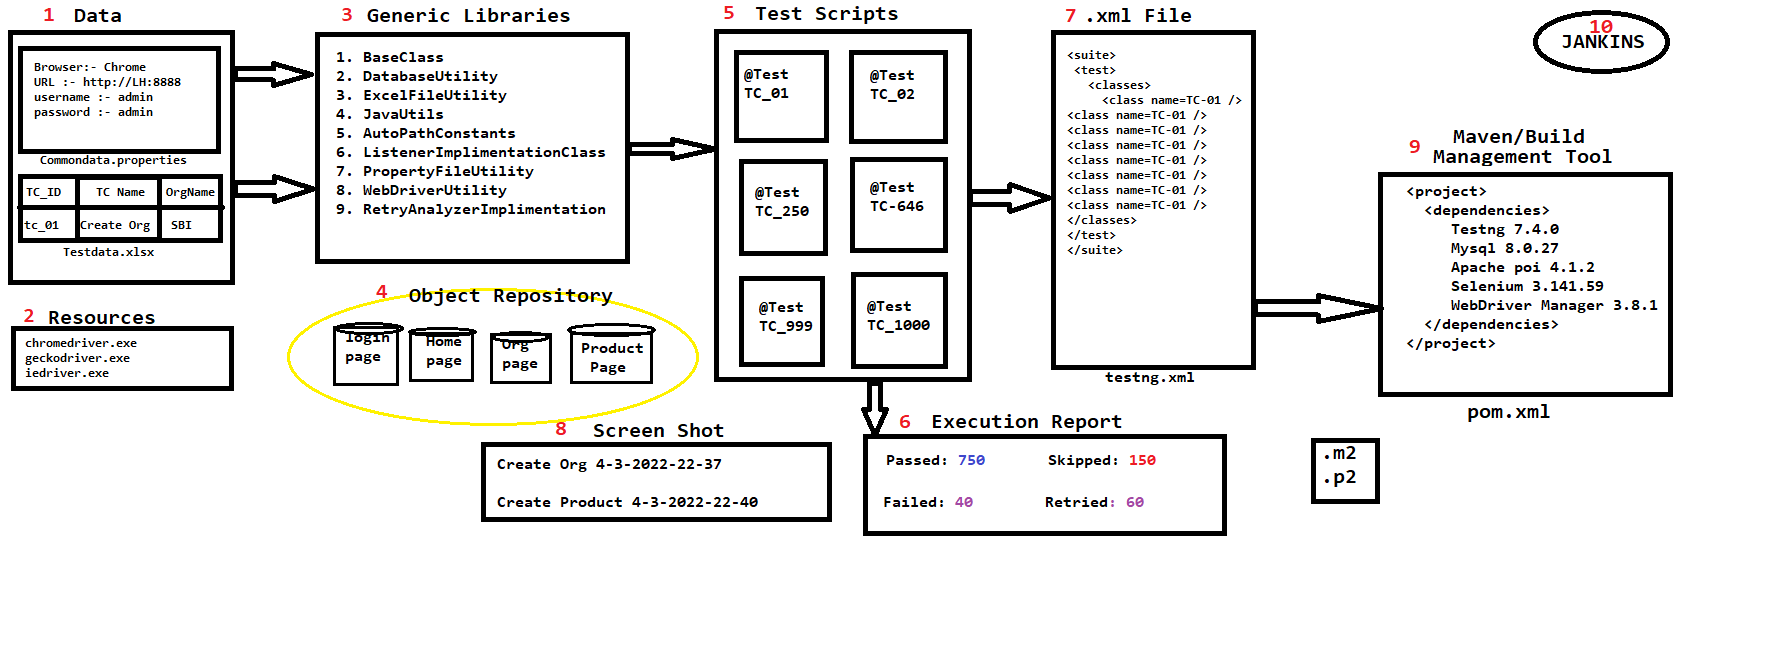 1 Data
Browser:- Chrome
URL :- http://LH:8888
username :- admin
password :- admin
Commondata.properties
TC_ID TC Name OrgName
tc_01 Create Org SBI
Testdata.xlsx
2 Resources
chromedriver.exe
geckodriver.exe
iedriver.exe
3 Generic Libraries
1. BaseClass
2. DatabaseUtility
3. ExcelFileUtility
4. JavaUtils
5. AutoPathConstants
6. ListenerImplimentationClass
7. PropertyFileUtility
8. WebDriverUtility
9. RetryAnalyzerImplimentation
4 Object Repository
login
page
Home
page
Org
page
Product
Page
5 Test Scripts
@Test
TC_01
@Test
TC_02
@Test
TC_250
@Test
TC-646
@Test
TC_999
@Test
TC_1000
6 Execution Report
Passed: 750 Skipped: 150
Failed: 40 Retried: 60
7 .xml File
<suite>
<test>
<classes>
<class name=TC-01 />
<class name=TC-01 />
<class name=TC-01 />
<class name=TC-01 />
<class name=TC-01 />
<class name=TC-01 />
<class name=TC-01 />
<class name=TC-01 />
</classes>
</test>
</suite>
testng.xml
8 Screen Shot
Create Org 4-3-2022-22-37
Create Product 4-3-2022-22-40
9 Maven/Build
Management Tool
<project>
<dependencies>
Testng 7.4.0
Mysql 8.0.27
Apache poi 4.1.2
Selenium 3.141.59
WebDriver Manager 3.8.1
</dependencies>
</project>
pom.xml
.m2
.p2
10
JANKINS